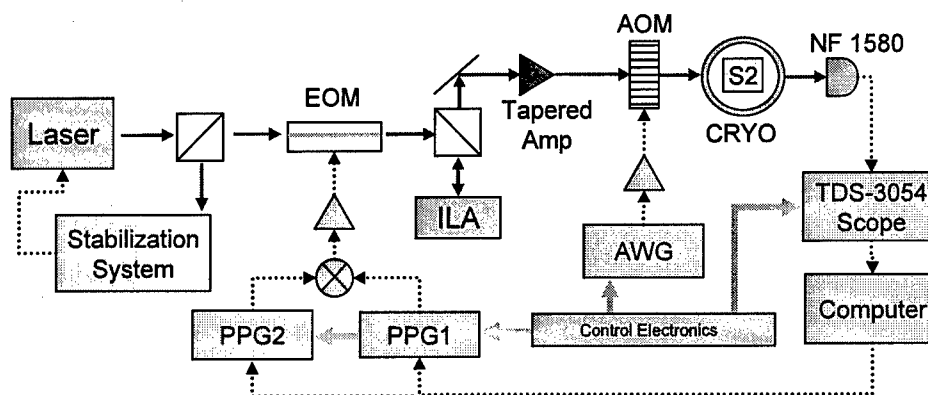 AOM
NF 1580
EOM
S2
Laser
Tapered
Amp
CRYO
ILA
TDS-3054
Scope
Stabilization
System
AWG
Computer
PPG2
PPG1
Control Electronics